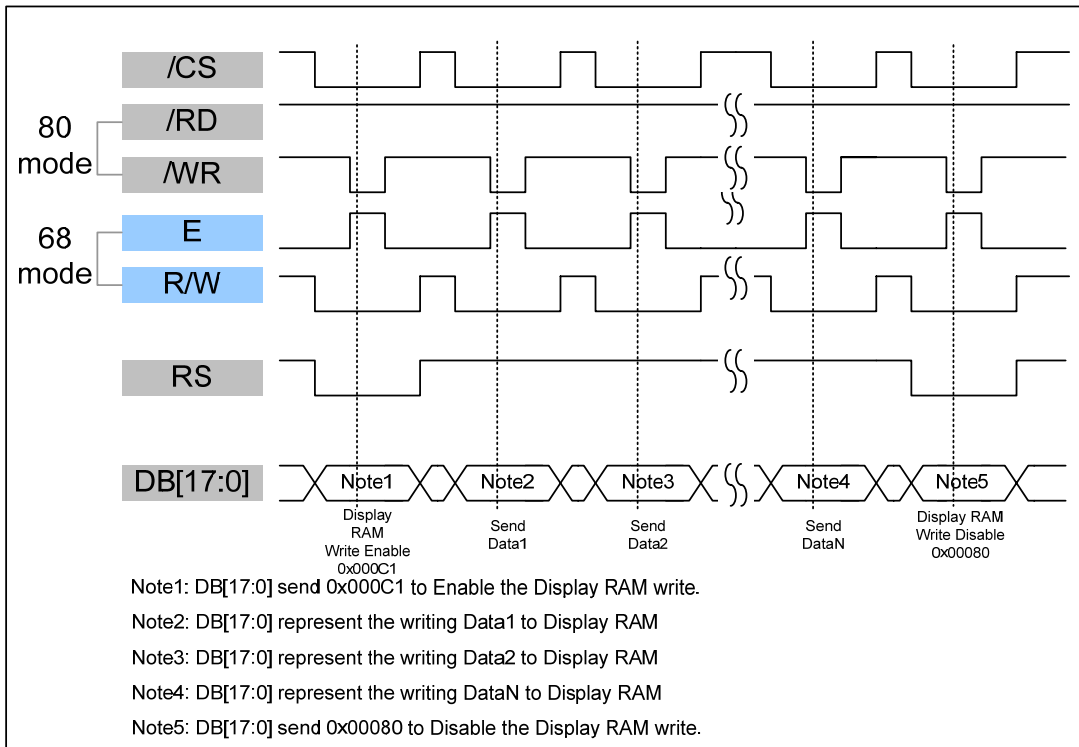 /CS
80
mode
/RD
/WR
68
mode
E
R/W
RS
DB[17:0]
Note1
Note2
Note3
Note4
Note5
Display
RAM
Write Enable
0x000C1
Send
Data1
Send
Data2
Send
DataN
Display RAM
Write Disable
0x00080
Note1: DB[17:0] send 0x000C1 to Enable the Display RAM write.
Note2: DB[17:0] represent the writing Data1 to Display RAM
Note3: DB[17:0] represent the writing Data2 to Display RAM
Note4: DB[17:0] represent the writing DataN to Display RAM
Note5: DB[17:0] send 0x00080 to Disable the Display RAM write.